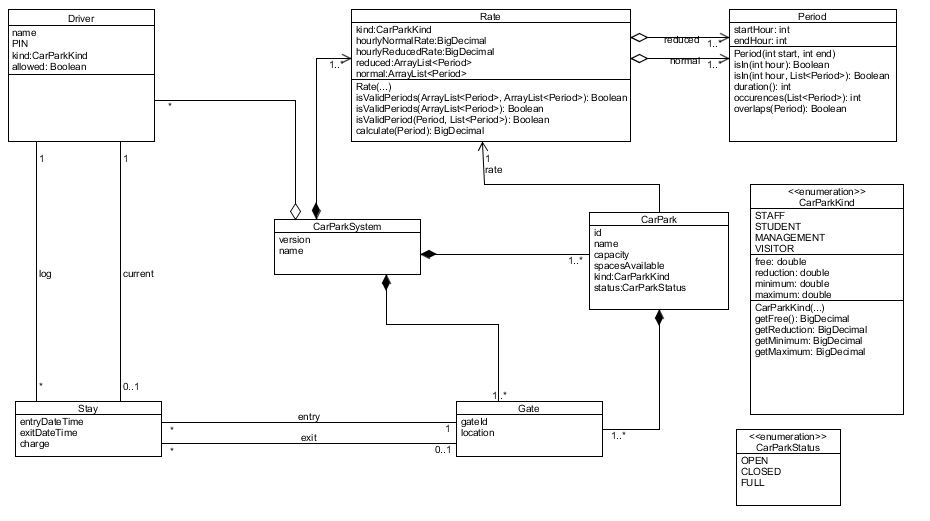 Driver
name
PIN
kind:CarParkKind
allowed: Boolean
Rate
kind:CarParkKind
hourlyNormalRate:BigDecimal
hourlyReducedRate:BigDecimal
reduced:ArrayList<Period>
normal:ArrayList<Period>
Rate(...)
isValidPeriods(ArrayList<Period>, ArrayList<Period>): Boolean
isValidPeriods(ArrayList<Period>): Boolean
isValidPeriod(Period, List<Period>): Boolean
calculate(Period): BigDecimal
reduced
1..*
normal
1..*
Period
startHour: int
endHour: int
Period(int start, int end)
isIn(int hour): Boolean
isIn(int hour, List<Period>): Boolean
duration(): int
occurences(List<Period>): int
overlaps(Period): Boolean
1..*
*
1
rate
1
1
log
current
*
0..1
CarParkSystem
version
name
1..*
CarPark
id
name
capacity
spacesAvailable
kind:CarParkKind
status:CarParkStatus
<<enumeration>>
CarParkKind
STAFF
STUDENT
MANAGEMENT
VISITOR
free: double
reduction: double
minimum: double
maximum: double
CarParkKind(...)
getFree(): BigDecimal
getReduction: BigDecimal
getMinimum: BigDecimal
getMaximum: BigDecimal
1..*
Stay
entryDateTime
exitDateTime
charge
entry
*
1
exit
*
0..1
Gate
gateId
location
1..*
<<enumeration>>
CarParkStatus
OPEN
CLOSED
FULL